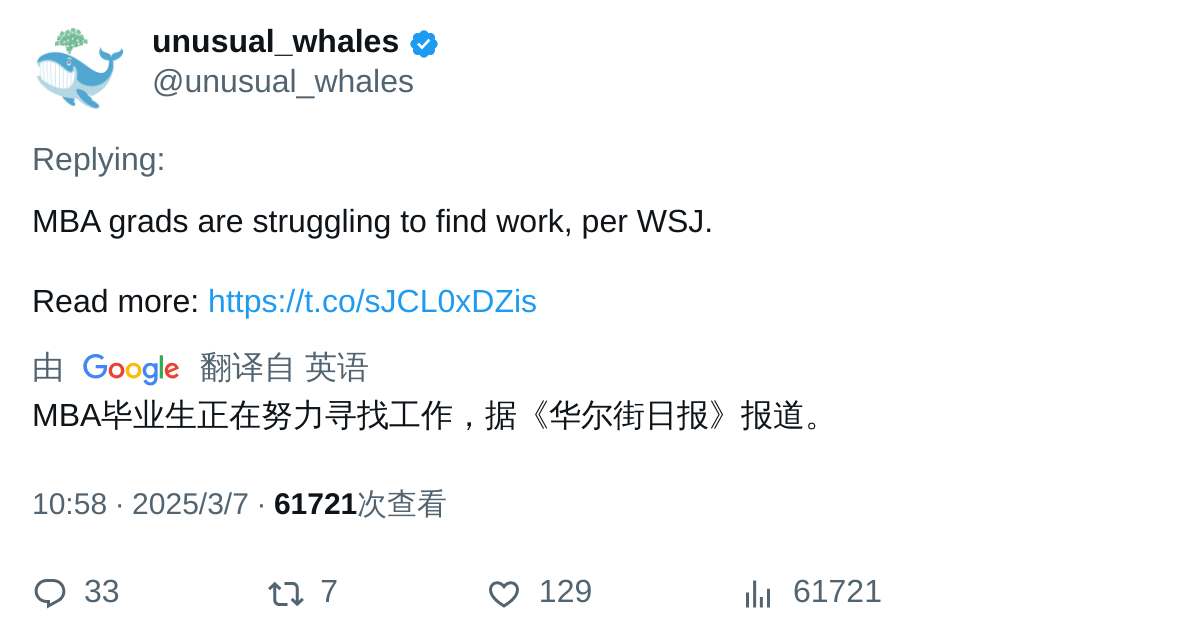 unusual_whales
@unusual_whales
Replying:
MBA grads are struggling to find work, per WSJ.
Read more: https://t.co/sJCL0xDZis
由 Google 翻译自 英语
MBA毕业生正在努力寻找工作，据《华尔街日报》报道。
10:58 · 2025/3/7 · 61721次查看
33 7 129 61721